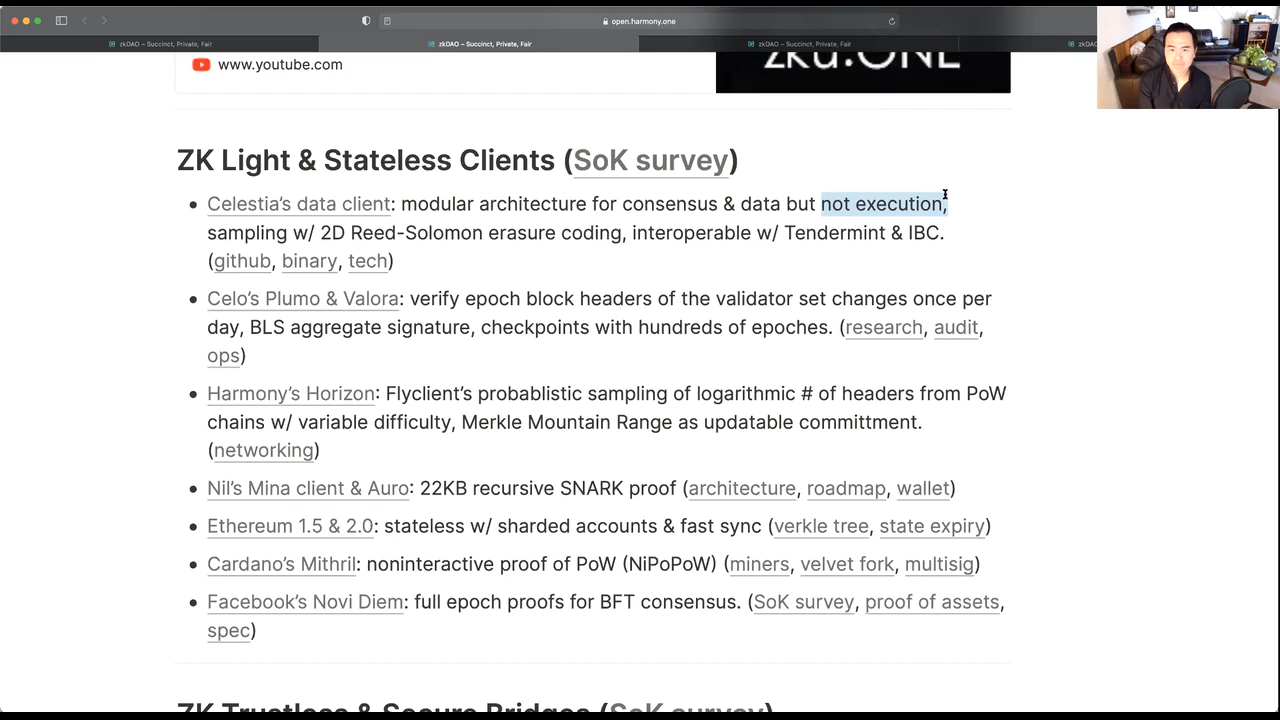 open.harmony.one
zkDAO – Succinct, Private, Fair
zkDAO – Succinct, Private, Fair
zkDAO – Succinct, Private, Fair
zkDAO
www.youtube.com
zku.ONE
ZK Light & Stateless Clients (SoK survey)
• Celestia’s data client: modular architecture for consensus & data but not execution,
sampling w/ 2D Reed-Solomon erasure coding, interoperable w/ Tendermint & IBC.
(github, binary, tech)
• Celo’s Plumo & Valora: verify epoch block headers of the validator set changes once per
day, BLS aggregate signature, checkpoints with hundreds of epoches. (research, audit,
ops)
• Harmony’s Horizon: Flyclient’s probablistic sampling of logarithmic # of headers from PoW
chains w/ variable difficulty, Merkle Mountain Range as updatable committment.
(networking)
• Nil’s Mina client & Auro: 22KB recursive SNARK proof (architecture, roadmap, wallet)
• Ethereum 1.5 & 2.0: stateless w/ sharded accounts & fast sync (verkle tree, state expiry)
• Cardano’s Mithril: noninteractive proof of PoW (NiPoPoW) (miners, velvet fork, multisig)
• Facebook’s Novi Diem: full epoch proofs for BFT consensus. (SoK survey, proof of assets,
spec)
ZK Trustless & Secure Bridges (SoK survey)